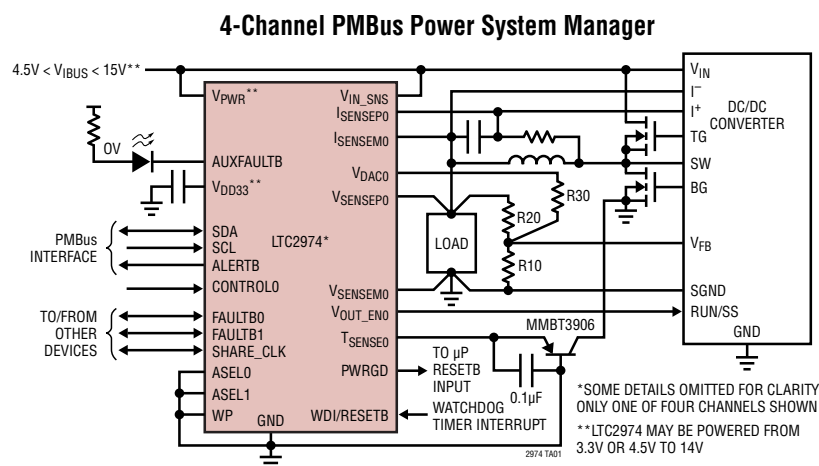 4-Channel PMBus Power System Manager
4.5V < VIBUS < 15V**
VPWR**
VIN_SNS
ISENSEP0
ISENSEM0
VDAC0
VSENSEP0
0V
AUXFAULTB
VDD33**
PMBus
INTERFACE
SDA
SCL
ALERTB
CONTROL0
LTC2974*
TO/FROM
OTHER
DEVICES
FAULTB0
FAULTB1
SHARE_CLK
ASEL0
ASEL1
WP
GND
VSENSEM0
VOUT_EN0
TSENSE0
PWRGD
WDI/RESETB
LOAD
R20
R30
R10
MMBT3906
0.1µF
TO µP
RESETB
INPUT
WATCHDOG
TIMER INTERRUPT
VIN
I–
I+
DC/DC
CONVERTER
TG
SW
BG
VFB
SGND
RUN/SS
GND
*SOME DETAILS OMITTED FOR CLARITY
ONLY ONE OF FOUR CHANNELS SHOWN
**LTC2974 MAY BE POWERED FROM
3.3V OR 4.5V TO 14V
2974 TA01